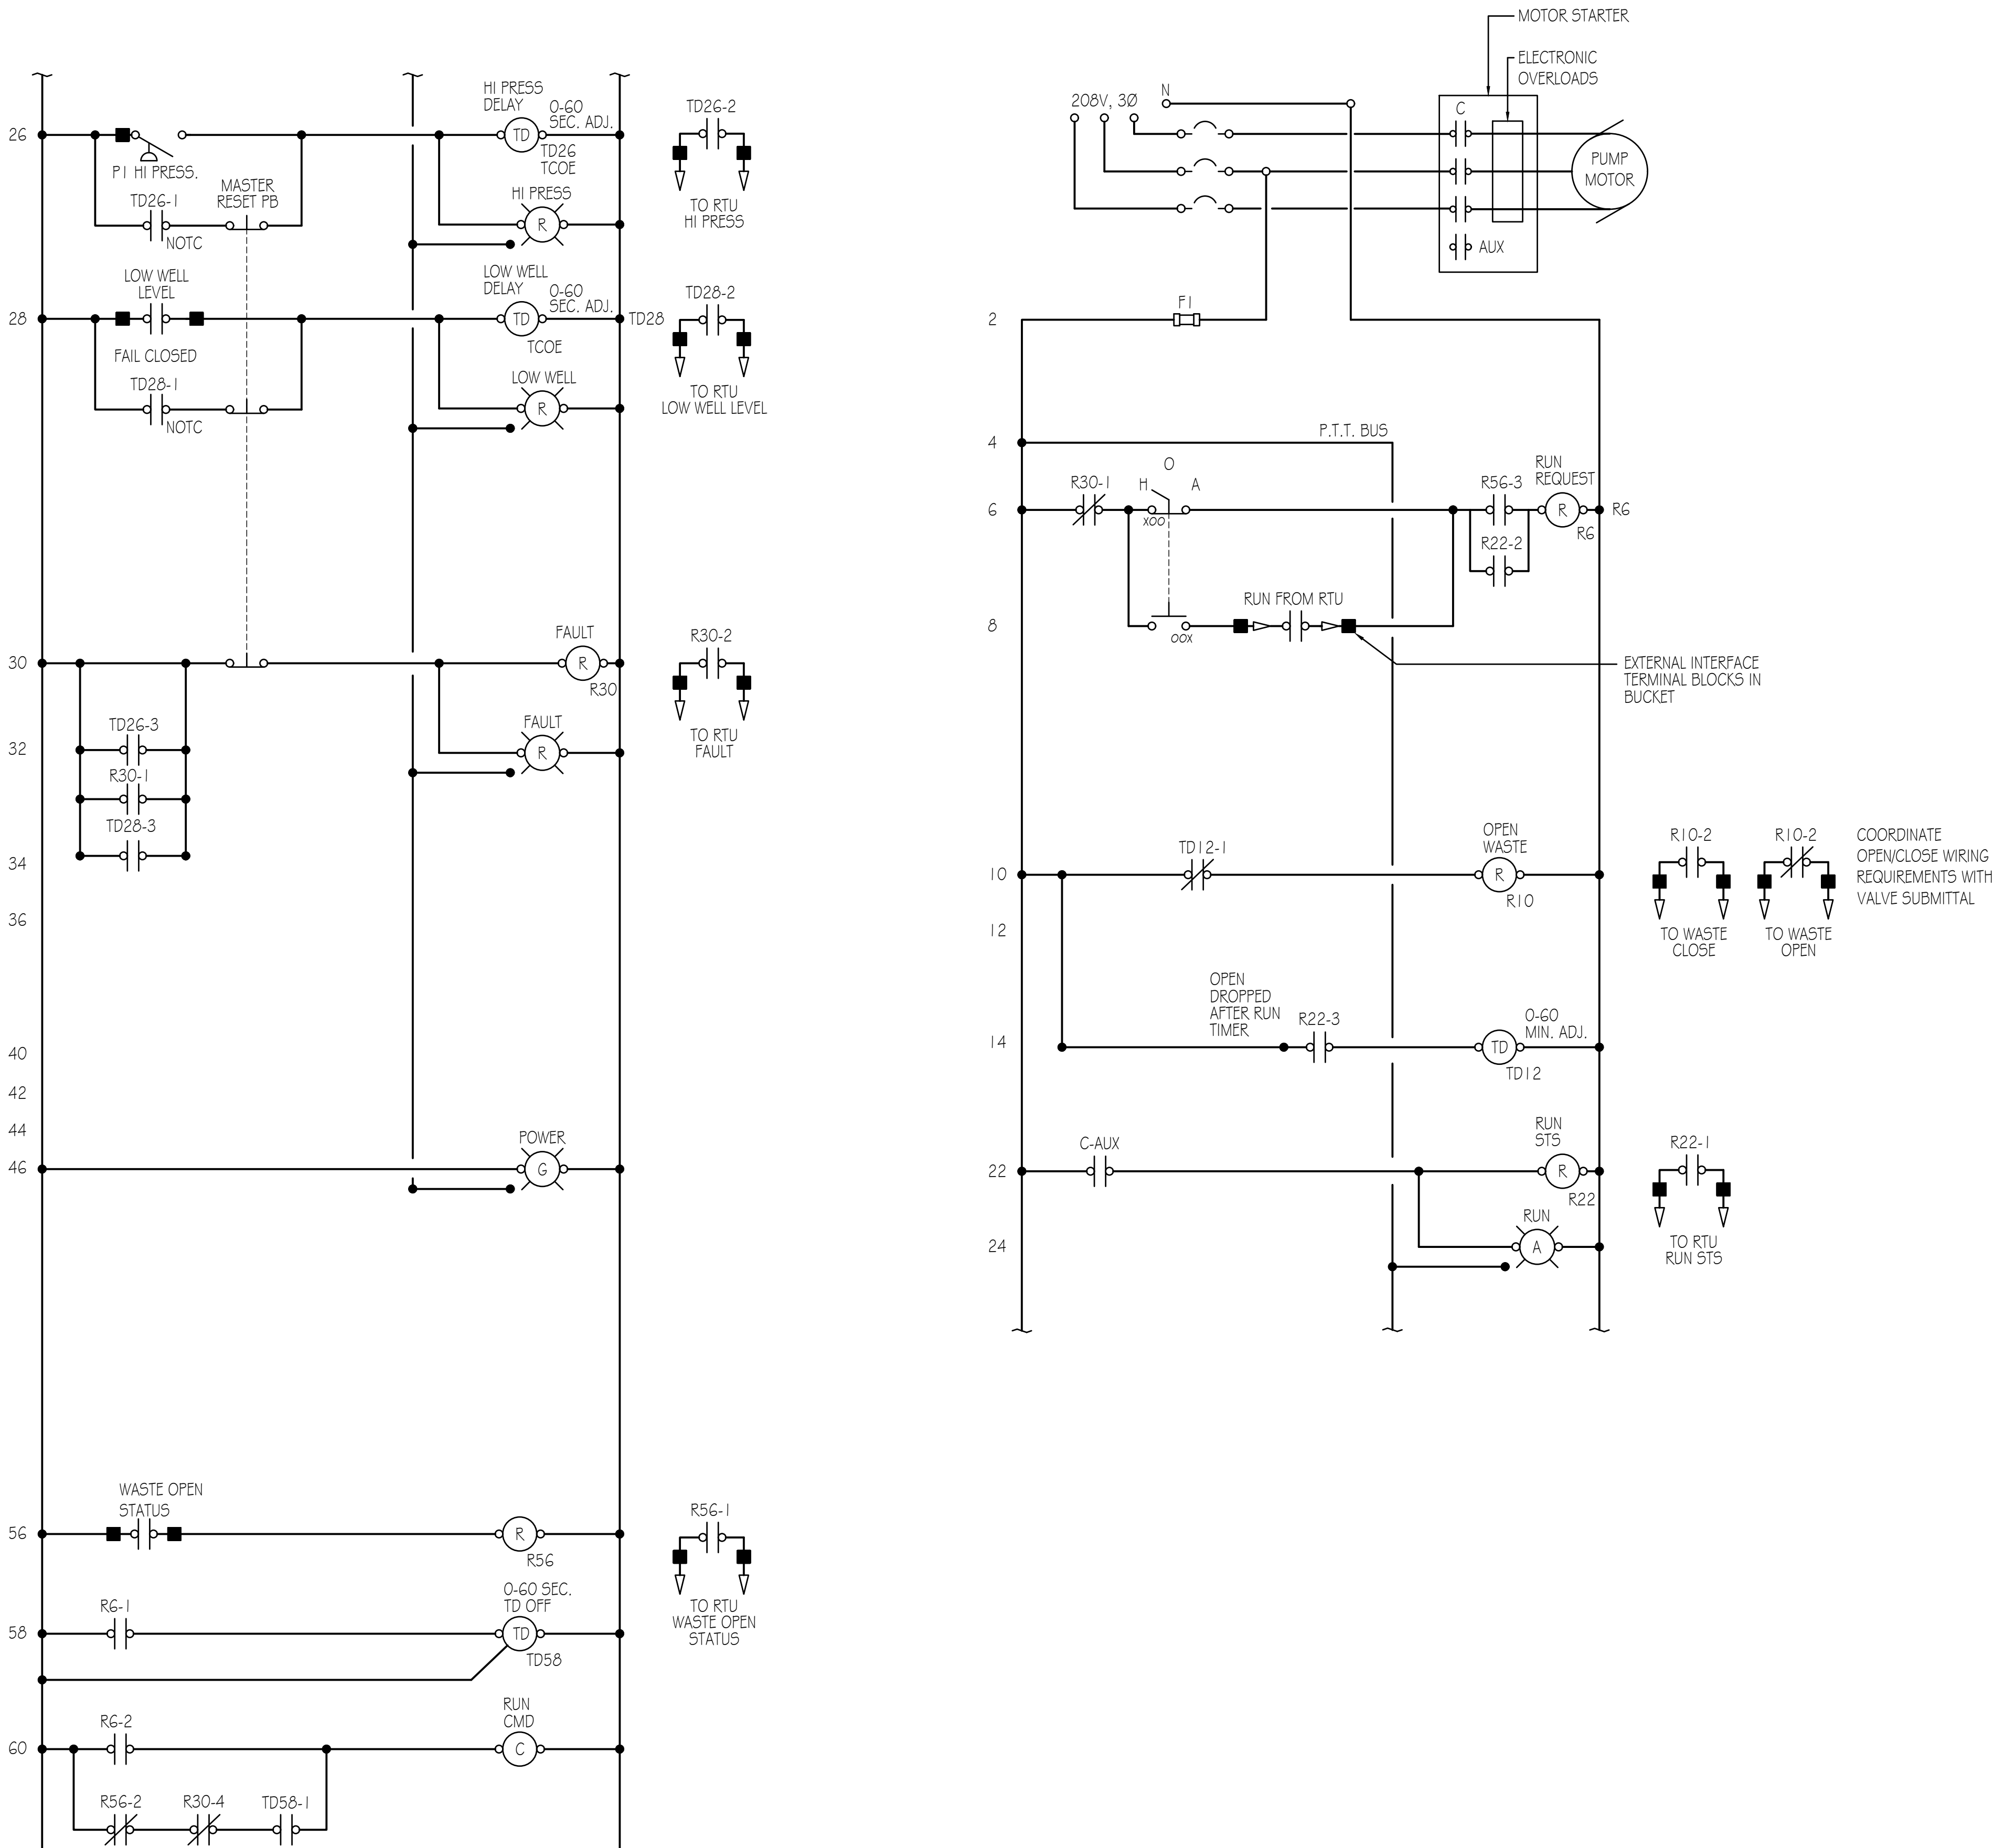 26
HI PRESS
DELAY
0-60
SEC. ADJ.
TD
TD26
TCOE
P1 HI PRESS.
TD26-1
NOTC
MASTER
RESET PB
HI PRESS
R
TD26-2
TO RTU
HI PRESS
28
LOW WELL
LEVEL
FAIL CLOSED
TD28-1
NOTC
LOW WELL
DELAY
0-60
SEC. ADJ.
TD
TD28
TCOE
LOW WELL
R
TD28-2
TO RTU
LOW WELL LEVEL
30
FAULT
R
R30
R30-2
TO RTU
FAULT
32
TD26-3
R30-1
TD28-3
FAULT
R
34
36
40
42
44
46
POWER
G
56
WASTE OPEN
STATUS
R
R56
R56-1
TO RTU
WASTE OPEN
STATUS
58
R6-1
0-60 SEC.
TD OFF
TD
TD58
60
R6-2
RUN
CMD
C
R56-2
R30-4
TD58-1
MOTOR STARTER
ELECTRONIC
OVERLOADS
208V, 3Ø
N
C
AUX
PUMP
MOTOR
2
F1
4
P.T.T. BUS
6
R30-1
H
O
A
XOO
R56-3
R22-2
RUN
REQUEST
R
R6
R6
8
OOX
RUN FROM RTU
EXTERNAL INTERFACE
TERMINAL BLOCKS IN
BUCKET
10
TD12-1
OPEN
WASTE
R
R10
R10-2
TO WASTE
CLOSE
R10-2
TO WASTE
OPEN
COORDINATE
OPEN/CLOSE WIRING
REQUIREMENTS WITH
VALVE SUBMITTAL
12
14
OPEN
DROPPED
AFTER RUN
TIMER
R22-3
0-60
MIN. ADJ.
TD
TD12
22
C-AUX
RUN
STS
R
R22
R22-1
TO RTU
RUN STS
24
RUN
A